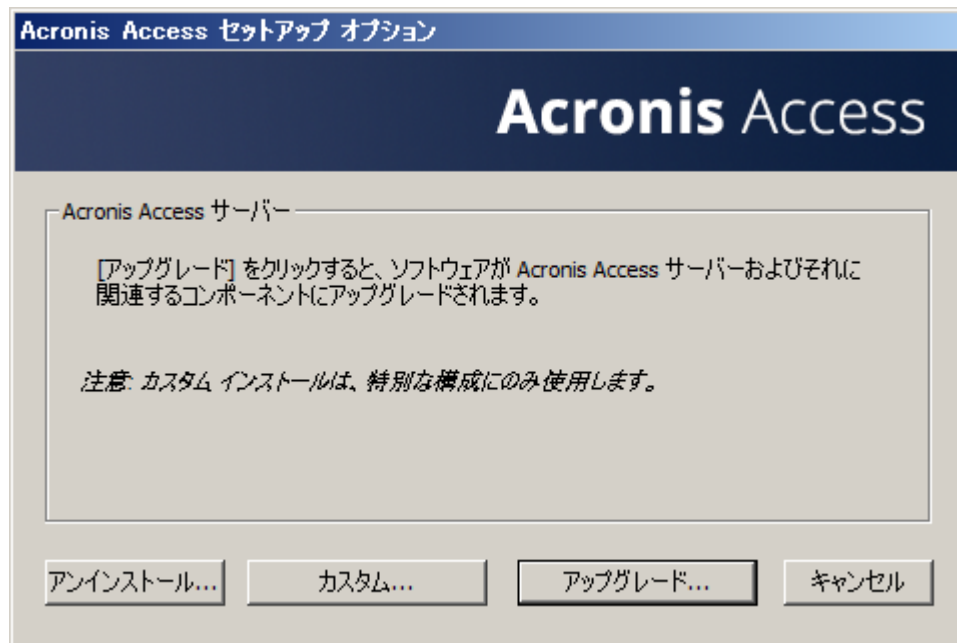 Acronis Access セットアップ オプション
Acronis Access
Acronis Access サーバー
[アップグレード] をクリックすると、ソフトウェアが Acronis Access サーバーおよびそれに
関連するコンポーネントにアップグレードされます。
注意: カスタム インストールは、特別な構成にのみ使用します。
アンインストール...
カスタム...
アップグレード...
キャンセル